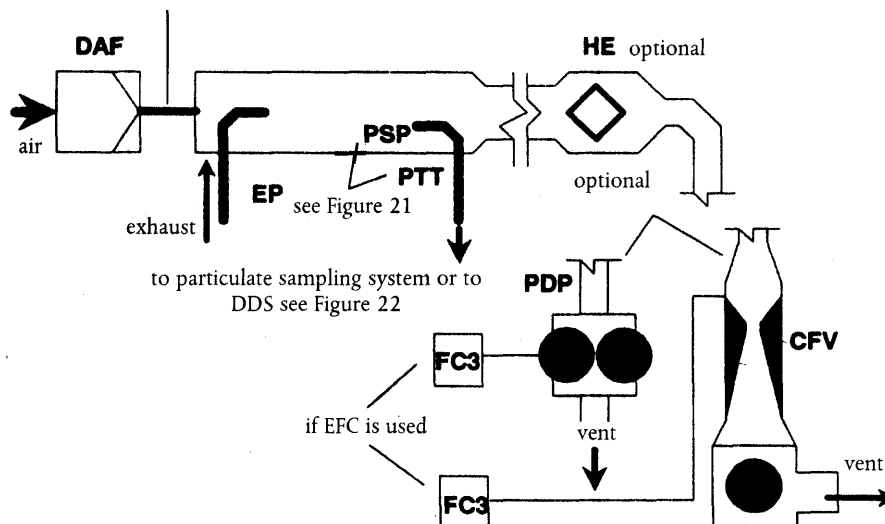 DAF
HE optional
air
PSP
PTT
optional
EP
see Figure 21
exhaust
to particulate sampling system or to
DDS see Figure 22
PDP
CFV
FC3
if EFC is used
vent
vent
FC3